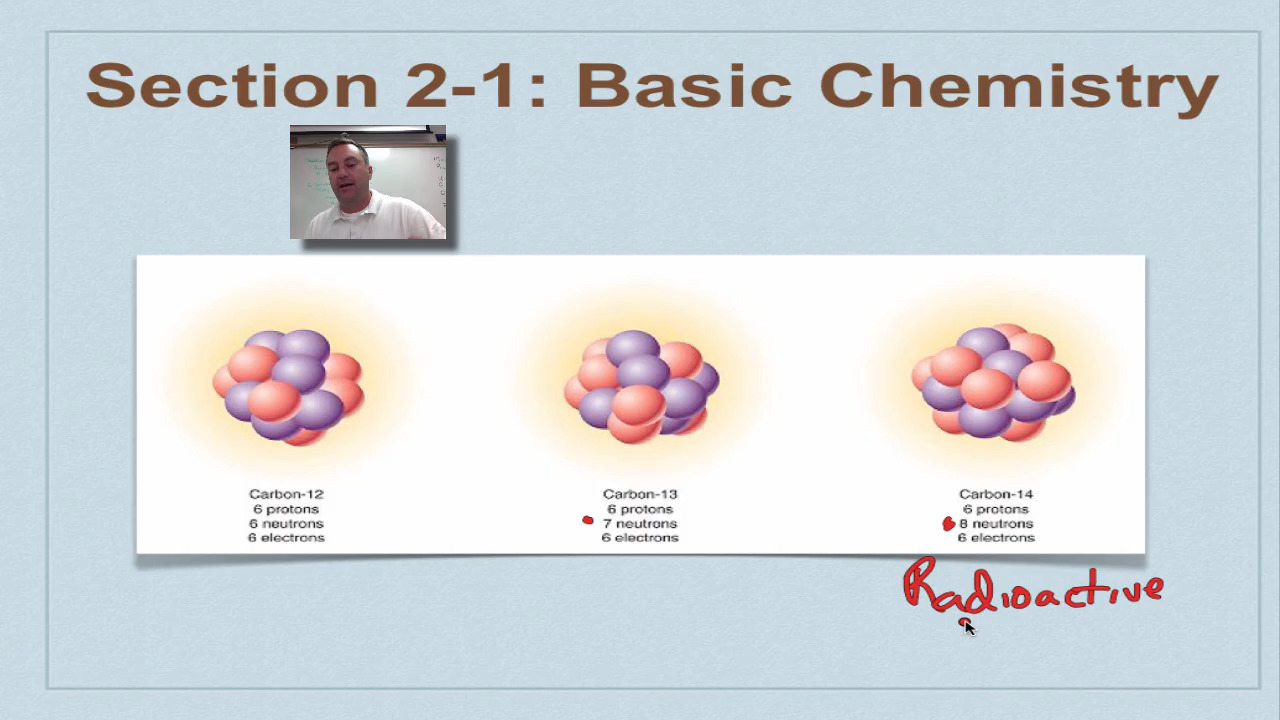 Section 2-1: Basic Chemistry
Carbon-12
6 protons
6 neutrons
6 electrons
Carbon-13
6 protons
7 neutrons
6 electrons
Carbon-14
6 protons
8 neutrons
6 electrons
Radioactive